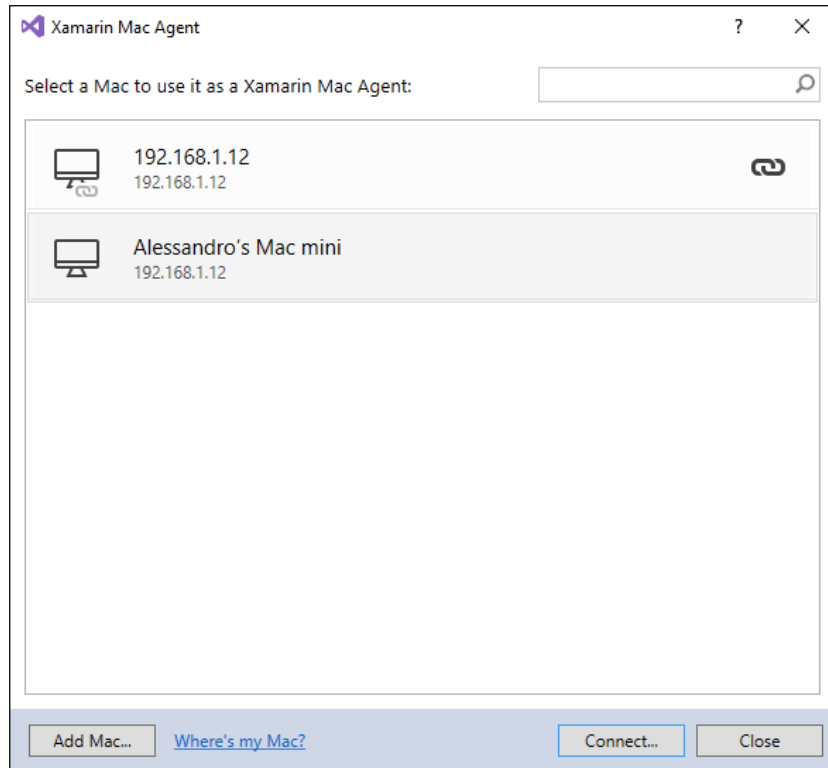 Xamarin Mac Agent
?
Select a Mac to use it as a Xamarin Mac Agent:
192.168.1.12
192.168.1.12
Alessandro’s Mac mini
192.168.1.12
Add Mac... Where's my Mac? Connect... Close